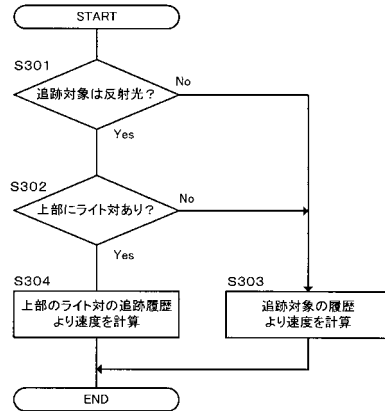 START
S301
追跡対象は反射光?
No
Yes
S302
上部にライト対あり?
No
Yes
S304
上部のライト対の追跡履歴
より速度を計算
S303
追跡対象の履歴
より速度を計算
END